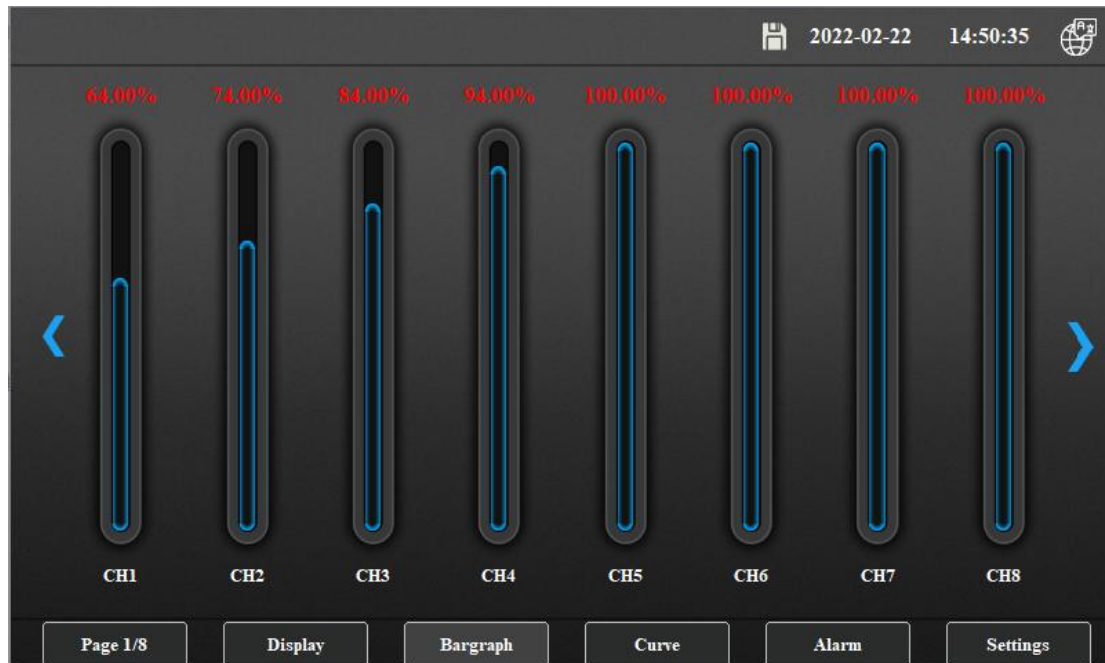 2022-02-22 14:50:35
64.00% 74.00% 84.00% 94.00% 100.00% 100.00% 100.00% 100.00%
CH1 CH2 CH3 CH4 CH5 CH6 CH7 CH8
Page 1/8 Display Bargraph Curve Alarm Settings